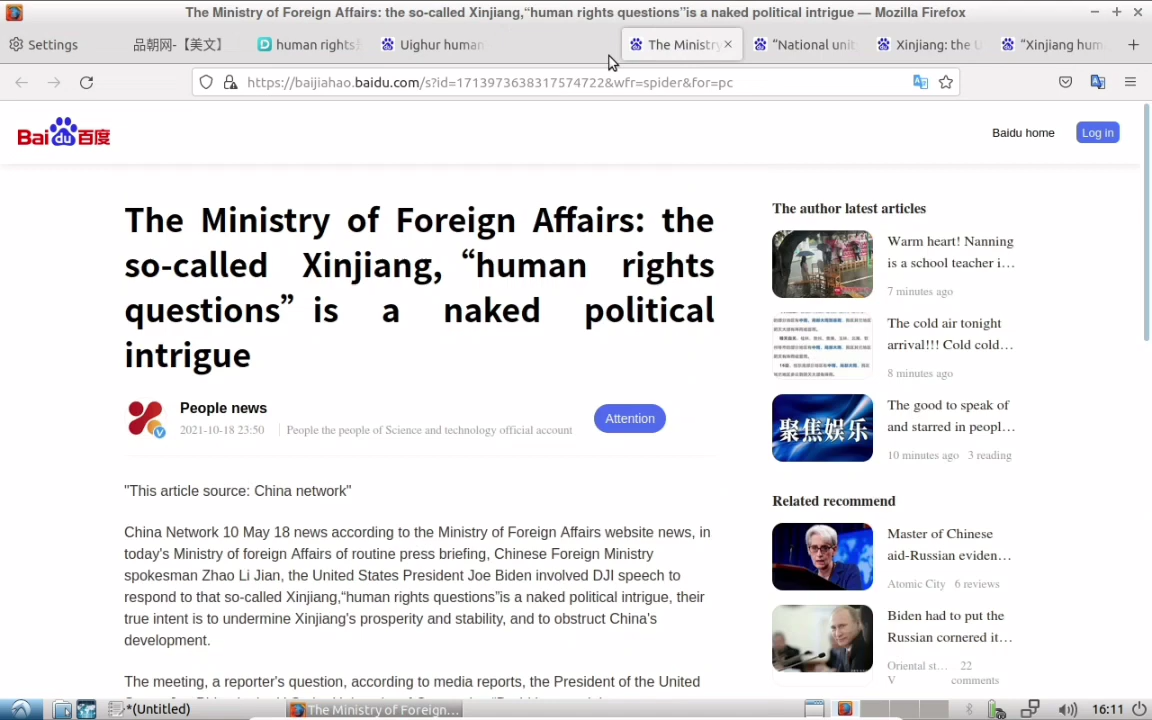 The Ministry of Foreign Affairs: the so-called Xinjiang,“human rights questions”is a naked political intrigue — Mozilla Firefox
Settings
品朝网-【美文】
human rights
Uighur human
The Ministry
“National unit
Xinjiang: the U
“Xinjiang hum
https://baijiahao.baidu.com/s?id=1713973638317574722&wfr=spider&for=pc
Bai du 百度
Baidu home
Log in
The Ministry of Foreign Affairs: the
so-called Xinjiang, “human rights
questions” is a naked political
intrigue
People news
2021-10-18 23:50
People the people of Science and technology official account
Attention
"This article source: China network"
China Network 10 May 18 news according to the Ministry of Foreign Affairs website news, in
today's Ministry of foreign Affairs of routine press briefing, Chinese Foreign Ministry
spokesman Zhao Li Jian, the United States President Joe Biden involved DJI speech to
respond to that so-called Xinjiang,“human rights questions”is a naked political intrigue, their
true intent is to undermine Xinjiang's prosperity and stability, and to obstruct China's
development.
The meeting, a reporter's question, according to media reports, the President of the United
The author latest articles
Warm heart! Nanning
is a school teacher i...
7 minutes ago
The cold air tonight
arrival!!! Cold cold...
8 minutes ago
聚焦娱乐
The good to speak of
and starred in peopl...
10 minutes ago 3 reading
Related recommend
Master of Chinese
aid-Russian eviden...
Atomic City 6 reviews
Biden had to put the
Russian cornered it...
Oriental st... 22
V comments
*(Untitled)
The Ministry of Foreign...
16:11